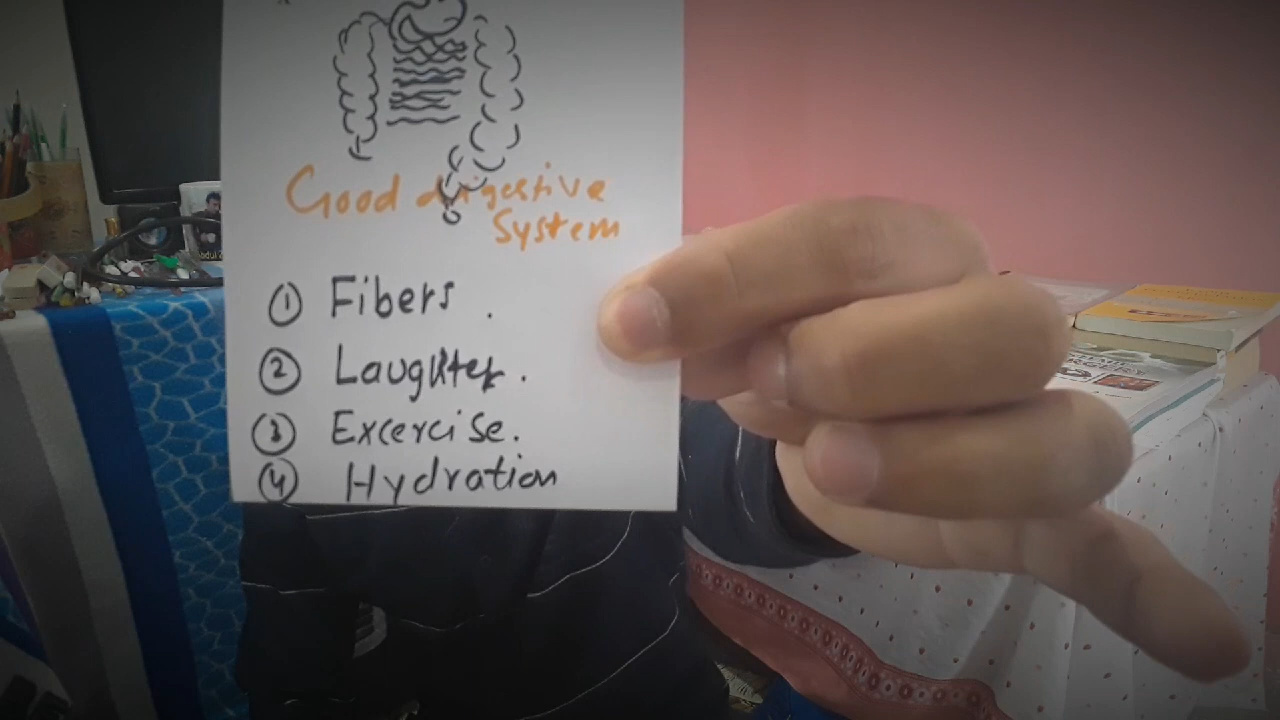 Good digestive
System
① Fibers.
② Laughter.
③ Excercise.
④ Hydration